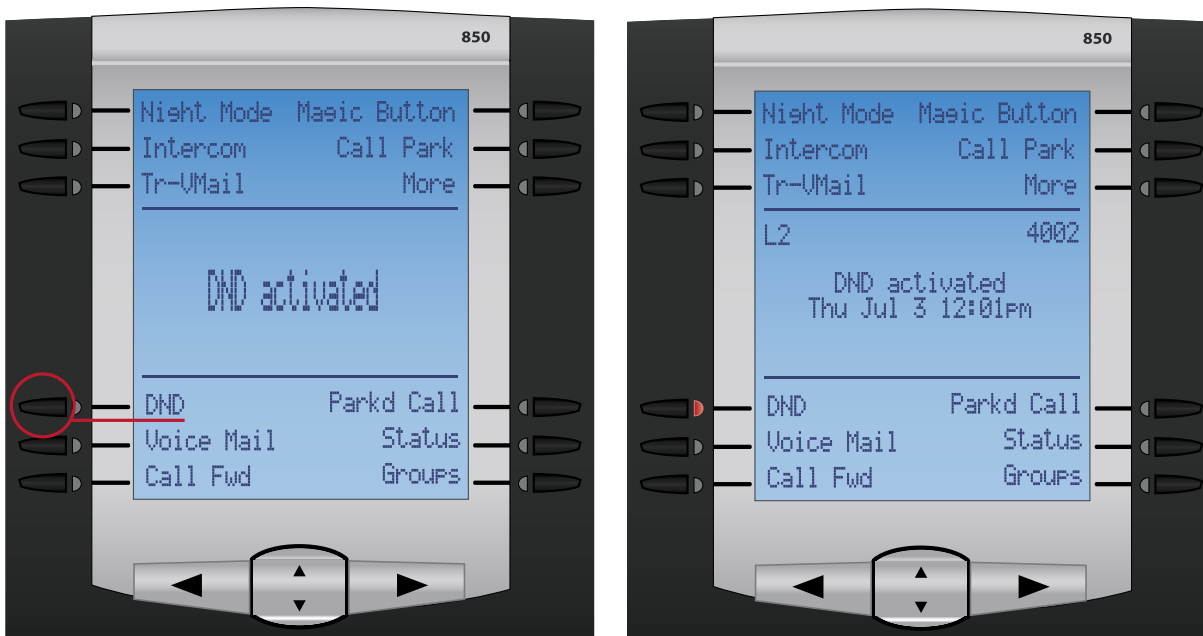 850
Night Mode Magic Button
Intercom Call Park
Tr-VMail More
DND activated
DND Parkd Call
Voice Mail Status
Call Fwd Groups
850
Night Mode Magic Button
Intercom Call Park
Tr-VMail More
L2 4002
DND activated
Thu Jul 3 12:01pm
DND Parkd Call
Voice Mail Status
Call Fwd Groups